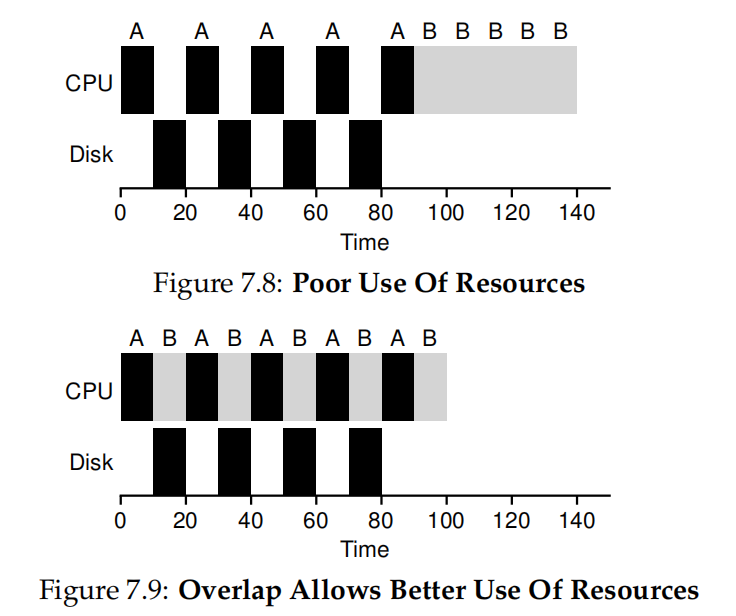 A A A A A B B B B B
CPU
Disk
0 20 40 60 80 100 120 140
Time
Figure 7.8: Poor Use Of Resources
A B A B A B A B A B
CPU
Disk
0 20 40 60 80 100 120 140
Time
Figure 7.9: Overlap Allows Better Use Of Resources